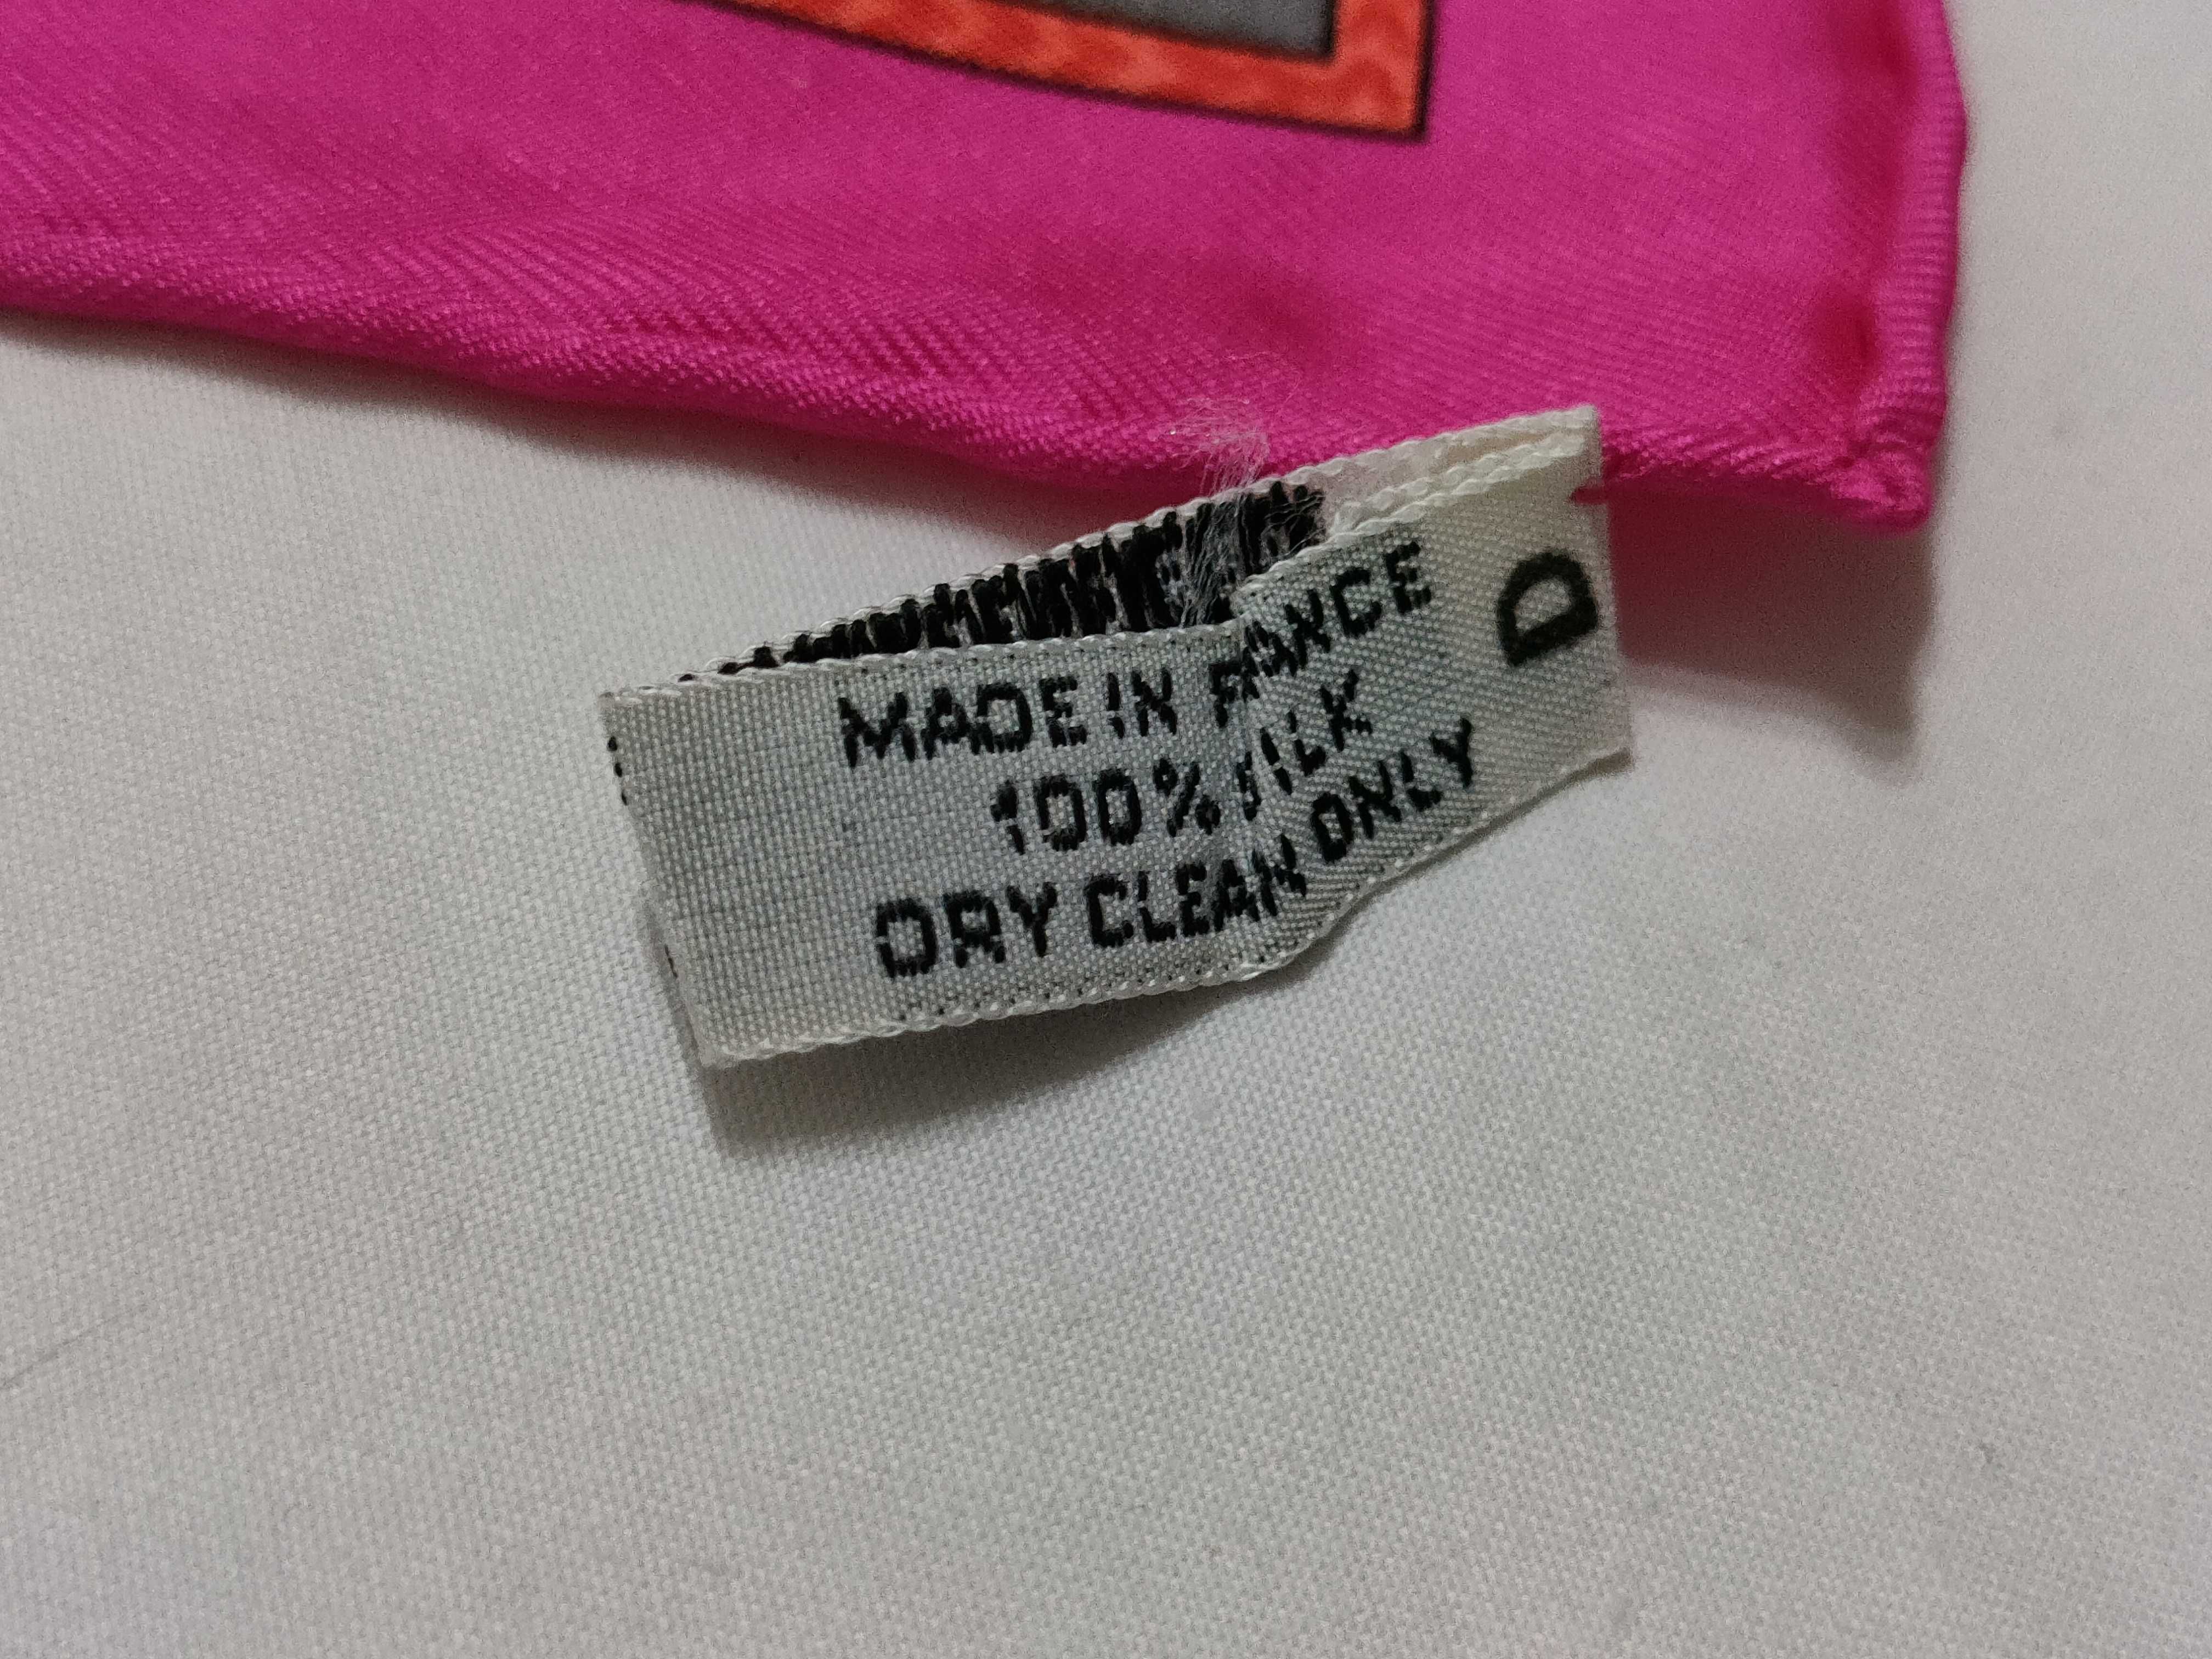 MADE IN FRANCE
100% SILK
DRY CLEAN ONLY
D